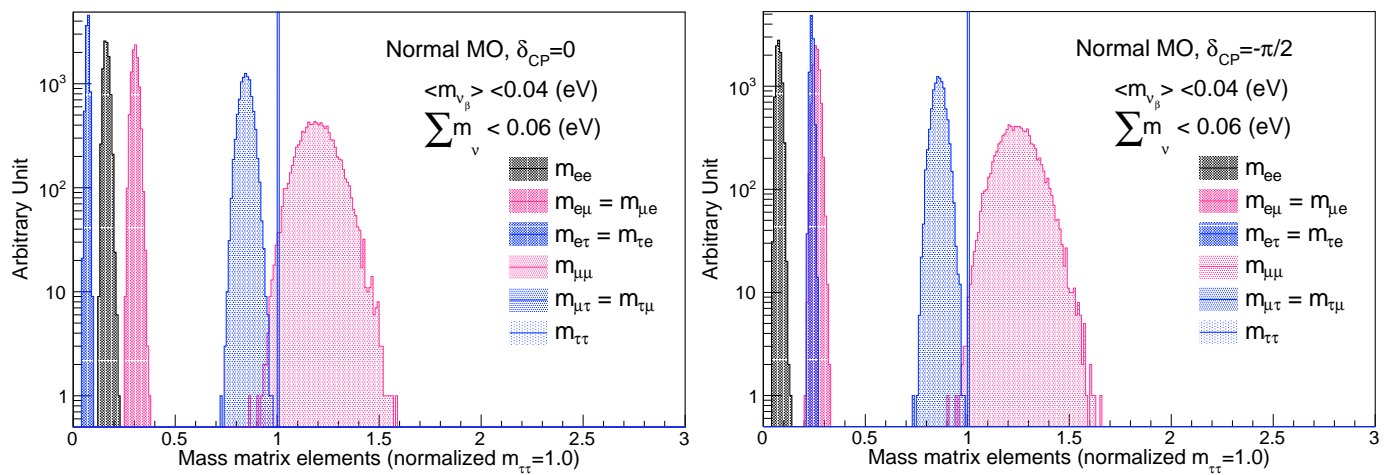 Normal MO, δCP=0
<mνβ> <0.04 (eV)
∑mν < 0.06 (eV)
mee
meμ = mμe
meτ = mτe
mμμ
mμτ = mτμ
mττ
Arbitrary Unit
10³
10²
10
1
0 0.5 1 1.5 2 2.5 3
Mass matrix elements (normalized mττ=1.0)
Normal MO, δCP=-π/2
<mνβ> <0.04 (eV)
∑mν < 0.06 (eV)
mee
meμ = mμe
meτ = mτe
mμμ
mμτ = mτμ
mττ
Arbitrary Unit
10³
10²
10
1
0 0.5 1 1.5 2 2.5 3
Mass matrix elements (normalized mττ=1.0)